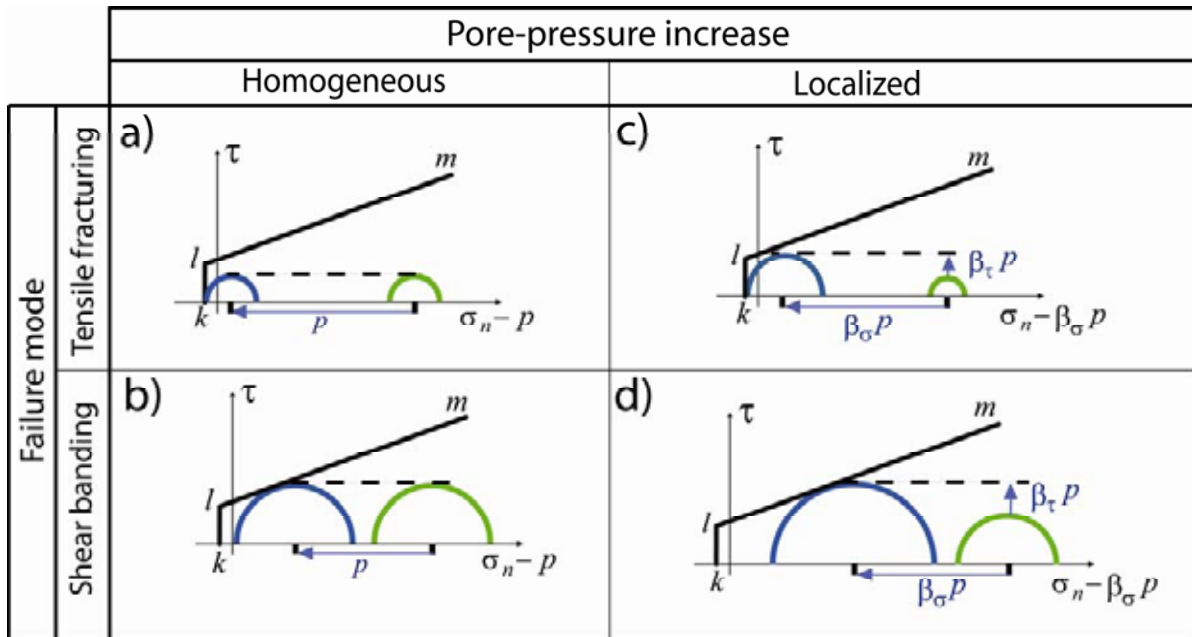 Pore-pressure increase
Homogeneous
Localized
Failure mode
Tensile fracturing
a)
τ
m
l
k
p
σn – p
c)
τ
m
l
βτ p
k
βσ p
σn – βσ p
Shear banding
b)
τ
m
l
k
p
σn – p
d)
τ
m
l
βτ p
k
βσ p
σn – βσ p